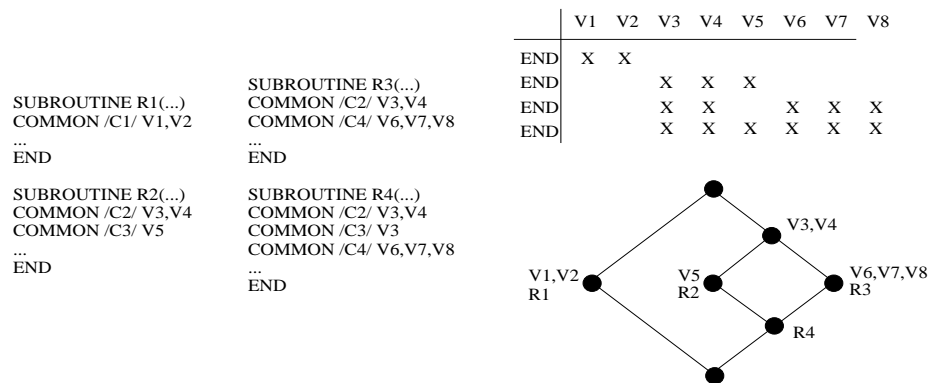 SUBROUTINE R1(...)
COMMON /C1/ V1,V2
...
END
SUBROUTINE R2(...)
COMMON /C2/ V3,V4
COMMON /C3/ V5
...
END
SUBROUTINE R3(...)
COMMON /C2/ V3,V4
COMMON /C4/ V6,V7,V8
...
END
SUBROUTINE R4(...)
COMMON /C2/ V3,V4
COMMON /C3/ V3
COMMON /C4/ V6,V7,V8
...
END
V1 V2 V3 V4 V5 V6 V7 V8
END X X
END X X X
END X X X X X
END X X X X X X
V3,V4
V1,V2
R1
V5
R2
V6,V7,V8
R3
R4